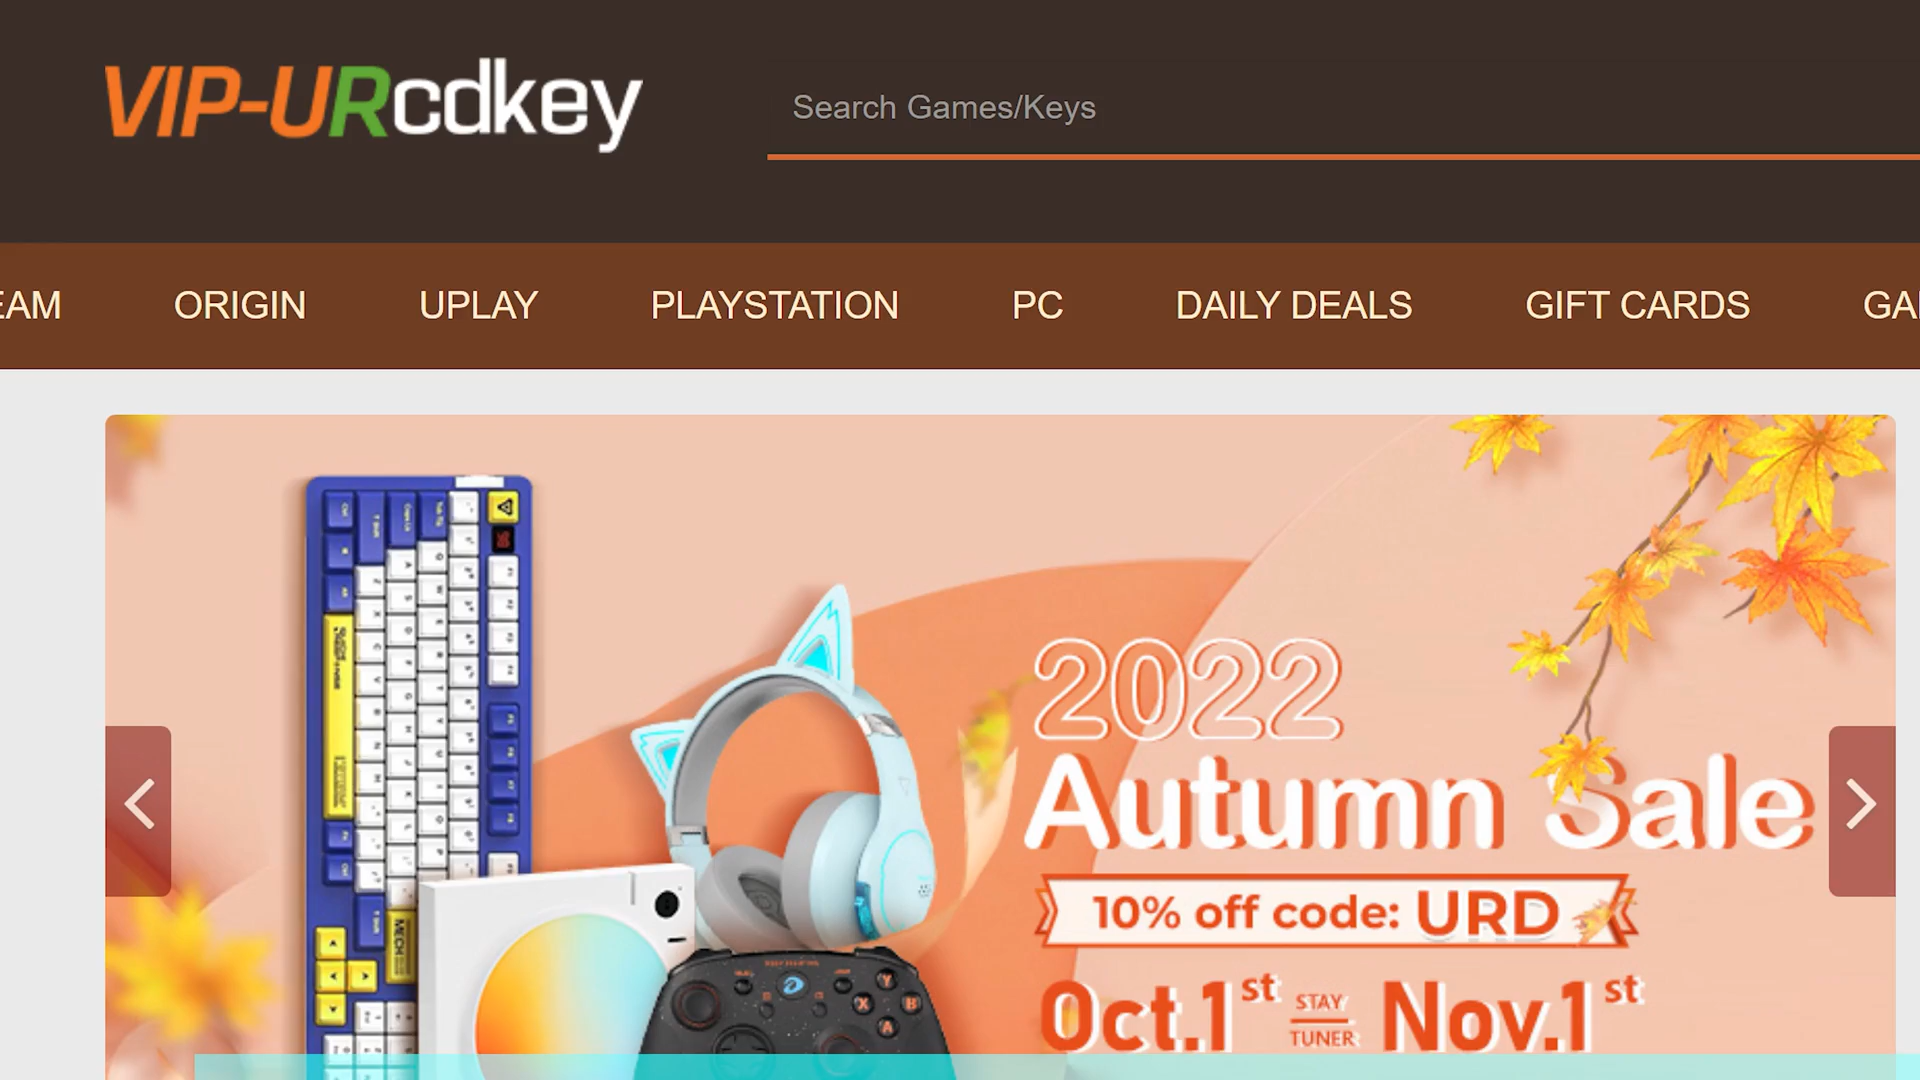 VIP-URcdkey
Search Games/Keys
EAM ORIGIN UPLAY PLAYSTATION PC DAILY DEALS GIFT CARDS GA
2022
Autumn Sale
10% off code: URD
Oct.1st STAY TUNER Nov.1st